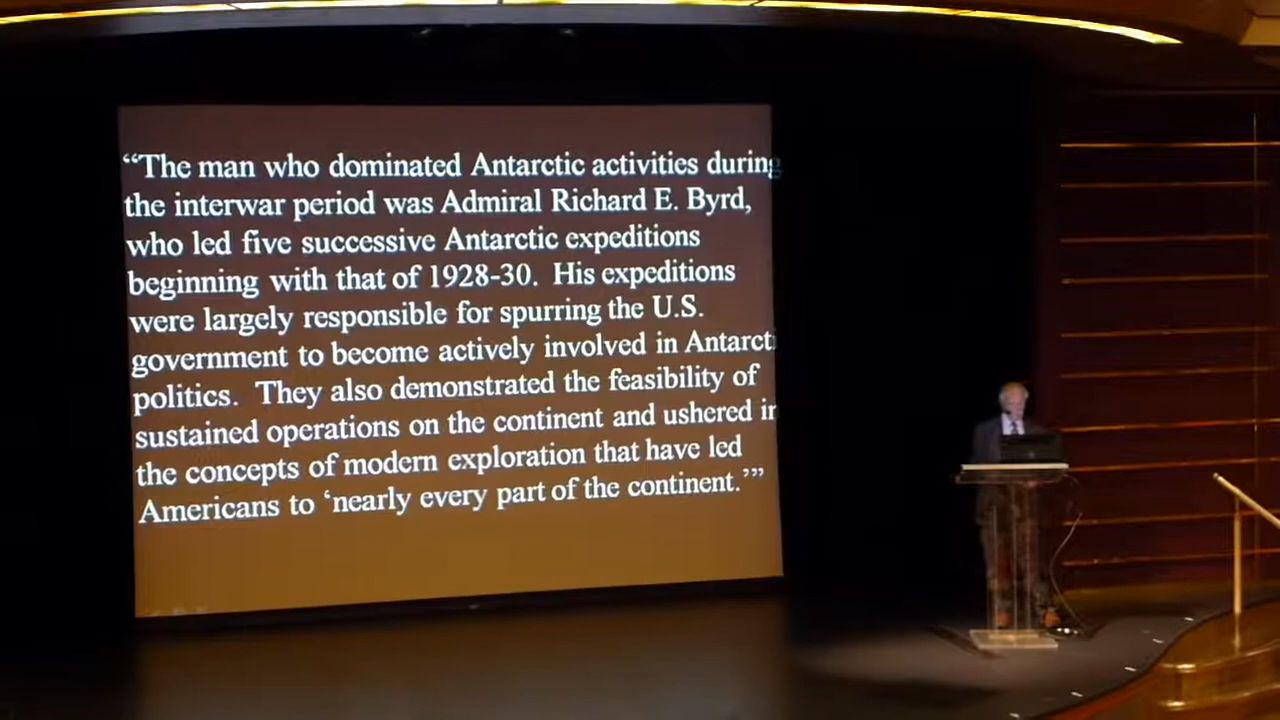 “The man who dominated Antarctic activities during
the interwar period was Admiral Richard E. Byrd,
who led five successive Antarctic expeditions
beginning with that of 1928-30. His expeditions
were largely responsible for spurring the U.S.
government to become actively involved in Antarcti
politics. They also demonstrated the feasibility of
sustained operations on the continent and ushered in
the concepts of modern exploration that have led
Americans to ‘nearly every part of the continent.’”